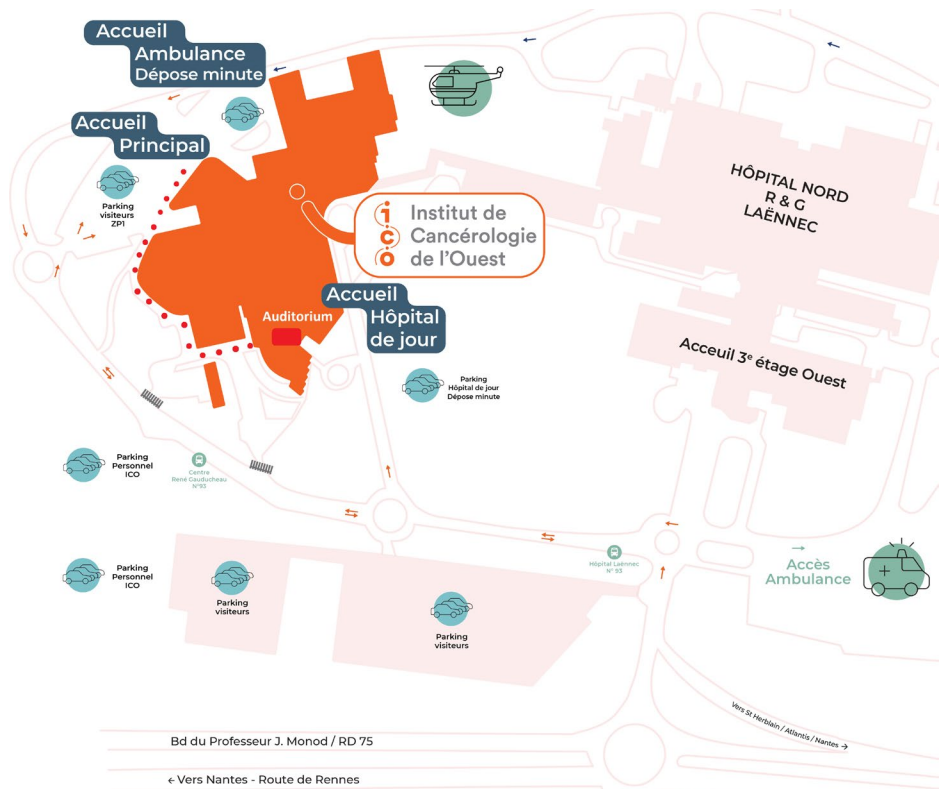 Accueil
Ambulance
Dépose minute
Accueil
Principal
Parking
visiteurs
ZP1
HÔPITAL NORD
R & G
LAËNNEC
ico
Institut de
Cancérologie
de l'Ouest
Accueil
Hôpital
de jour
Auditorium
Acceuil 3e étage Ouest
Parking
Hôpital de jour
Dépose minute
Parking
Personnel
ICO
Centre
René Gauducheau
N°93
Hôpital Laënnec
N° 93
Accès
Ambulance
Parking
Personnel
ICO
Parking
visiteurs
Parking
visiteurs
Vers St Herblain / Atlantis / Nantes →
Bd du Professeur J. Monod / RD 75
← Vers Nantes - Route de Rennes